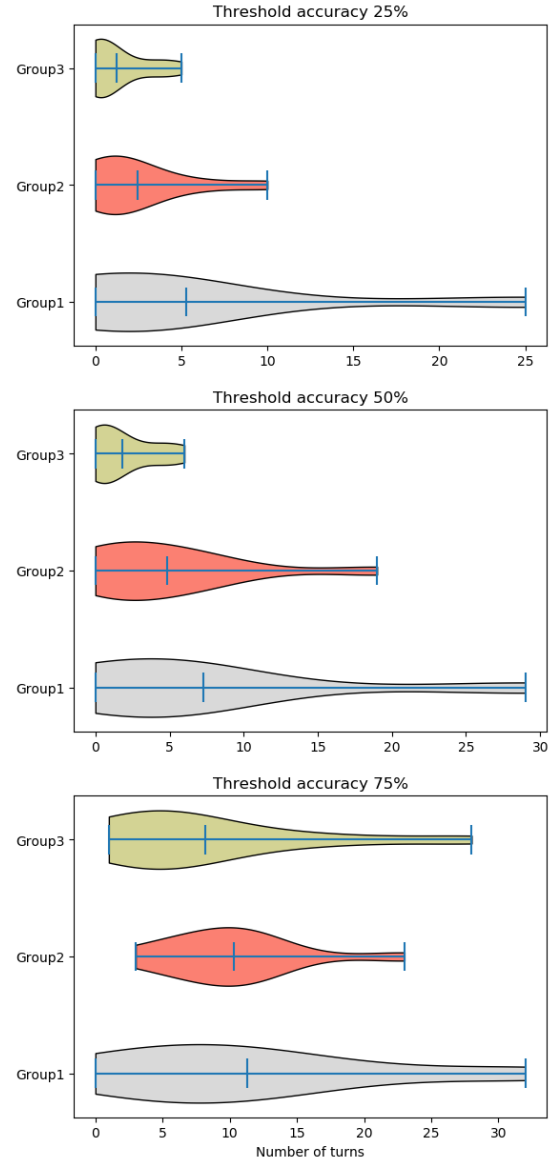 Threshold accuracy 25%
Group3
Group2
Group1
0 5 10 15 20 25
Threshold accuracy 50%
Group3
Group2
Group1
0 5 10 15 20 25 30
Threshold accuracy 75%
Group3
Group2
Group1
0 5 10 15 20 25 30
Number of turns